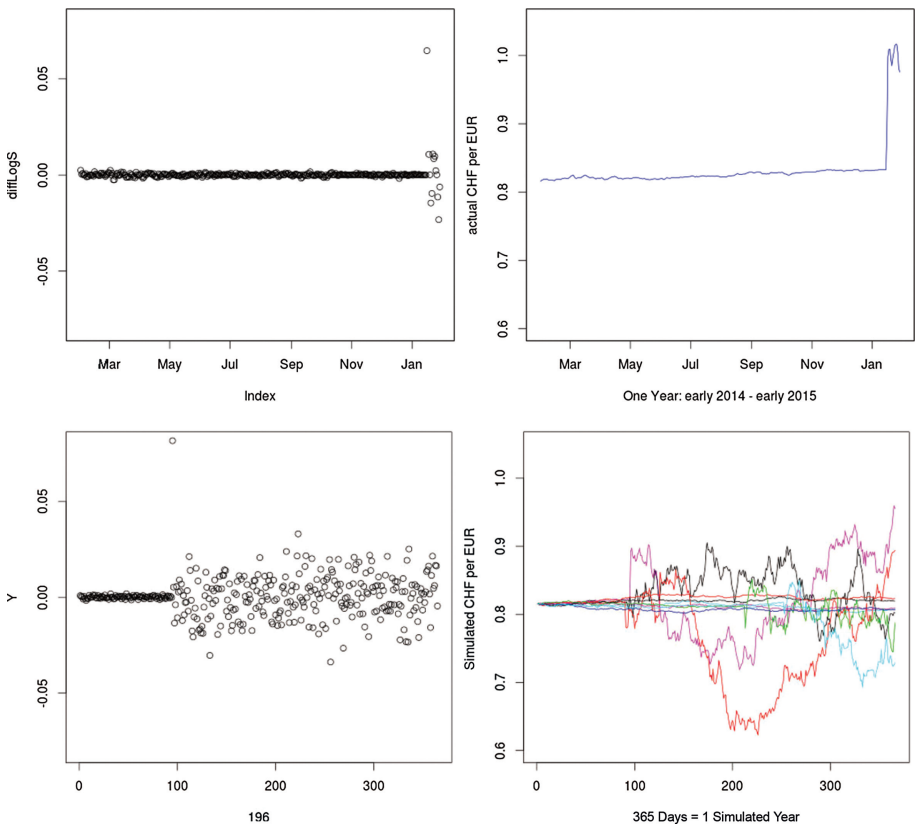 diffLogS
0.05
0.00
-0.05
Mar May Jul Sep Nov Jan
Index
actual CHF per EUR
1.0
0.9
0.8
0.7
0.6
Mar May Jul Sep Nov Jan
One Year: early 2014 - early 2015
Y
0.05
0.00
-0.05
0 100 200 300
196
Simulated CHF per EUR
1.0
0.9
0.8
0.7
0.6
0 100 200 300
365 Days = 1 Simulated Year